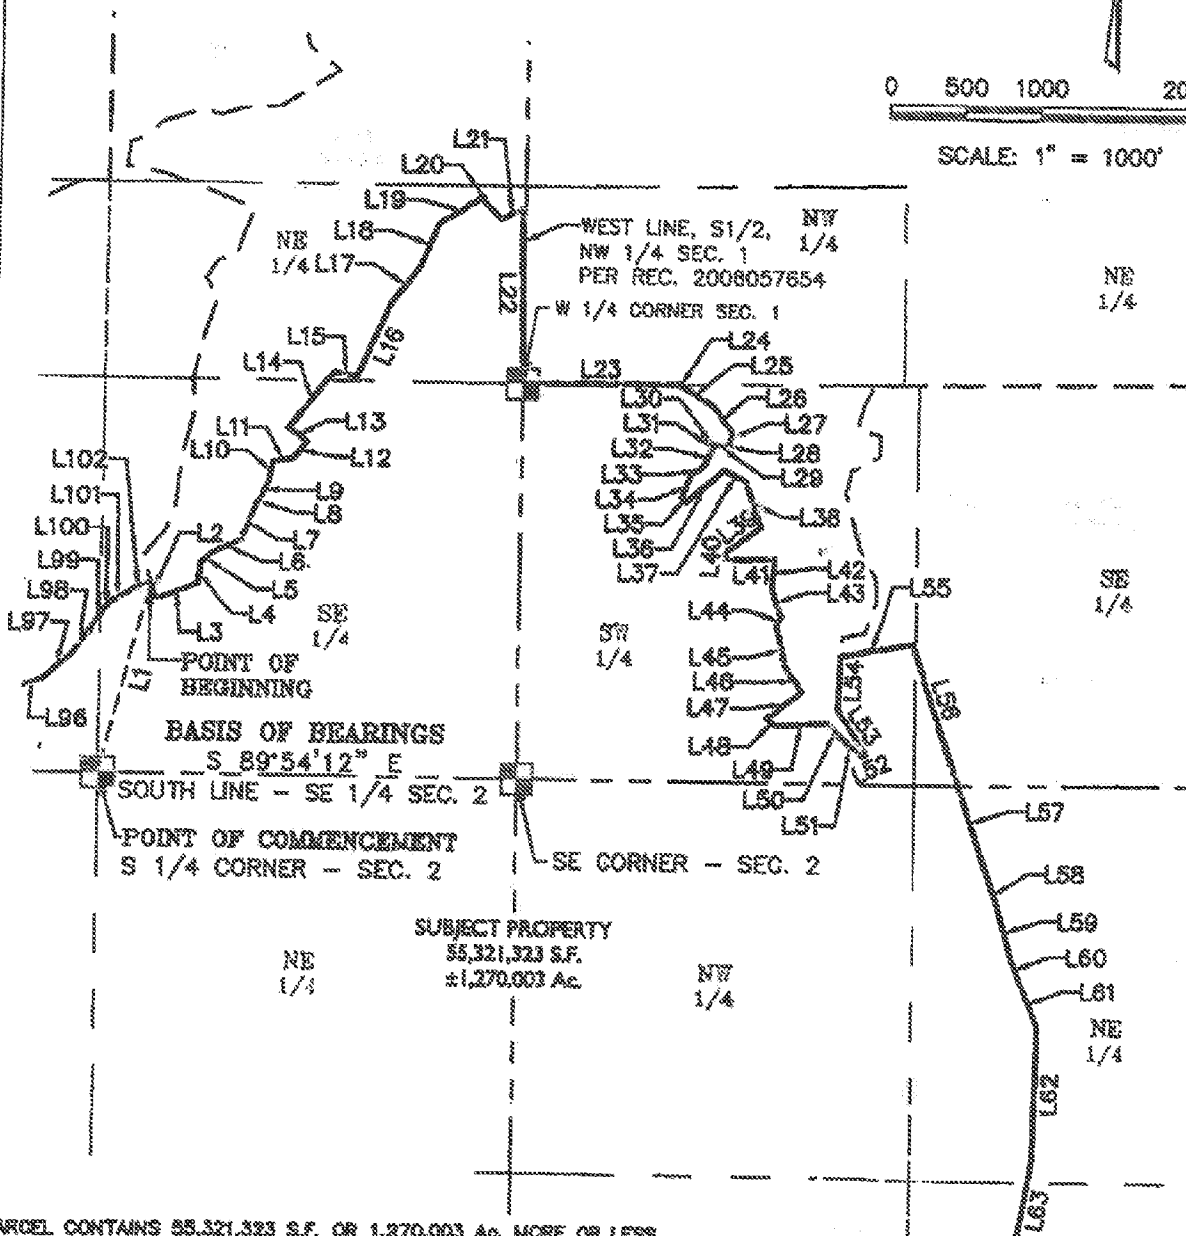 0 500 1000 20
SCALE: 1" = 1000'
L21
L20
L19
L18
NE
1/4
L17
WEST LINE, S1/2,
NW 1/4 SEC. 1
PER REC. 2008057654
NW
1/4
NE
1/4
L22
W 1/4 CORNER SEC. 1
L15
L16
L14
L23
L24
L25
L30
L26
L31
L27
L32
L28
L33
L29
L34
L35
L38
L36
L37
L40
L13
L11
L12
L10
L102
L9
L101
L8
L100
L2
L7
L99
L6
L98
L5
L97
L4
L3
L96
L1
SE
1/4
POINT OF
BEGINNING
SW
1/4
L41
L42
L43
L44
L55
L45
L46
L54
L47
L53
L48
L52
L49
L50
L51
L56
SE
1/4
BASIS OF BEARINGS
S 89°54'12" E
SOUTH LINE - SE 1/4 SEC. 2
POINT OF COMMENCEMENT
S 1/4 CORNER - SEC. 2
SE CORNER - SEC. 2
L57
L58
L59
L60
L61
SUBJECT PROPERTY
55,321,323 S.F.
±1,270.003 Ac.
NE
1/4
NW
1/4
NE
1/4
L62
L63
ARCEL CONTAINS 55,321,323 S.F. OR 1,270.003 Ac. MORE OR LESS